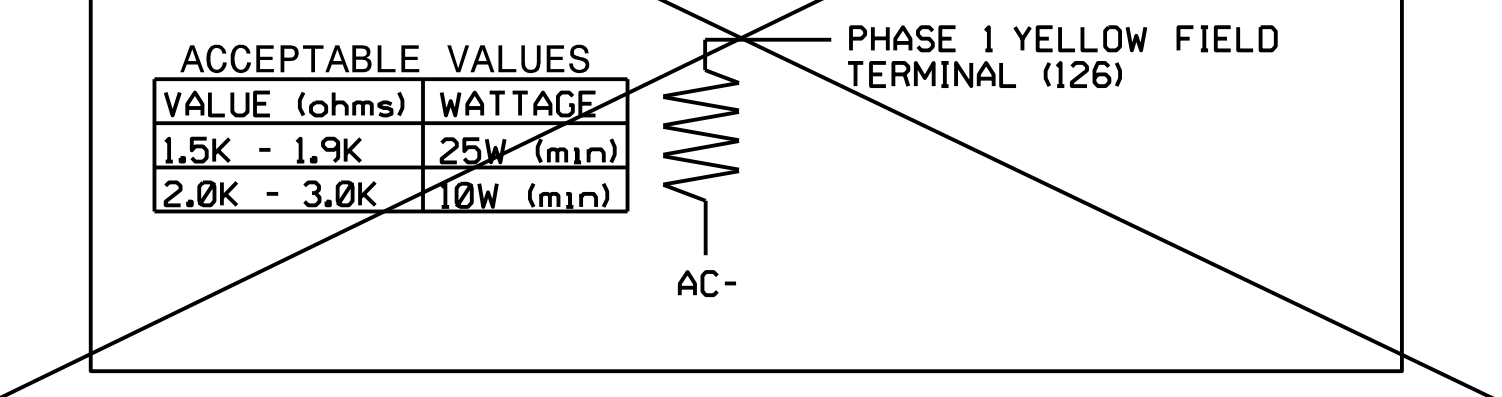 PHASE 1 YELLOW FIELD
TERMINAL (126)
ACCEPTABLE VALUES
VALUE (ohms) WATTAGE
1.5K - 1.9K 25W (min)
2.0K - 3.0K 10W (min)
AC-